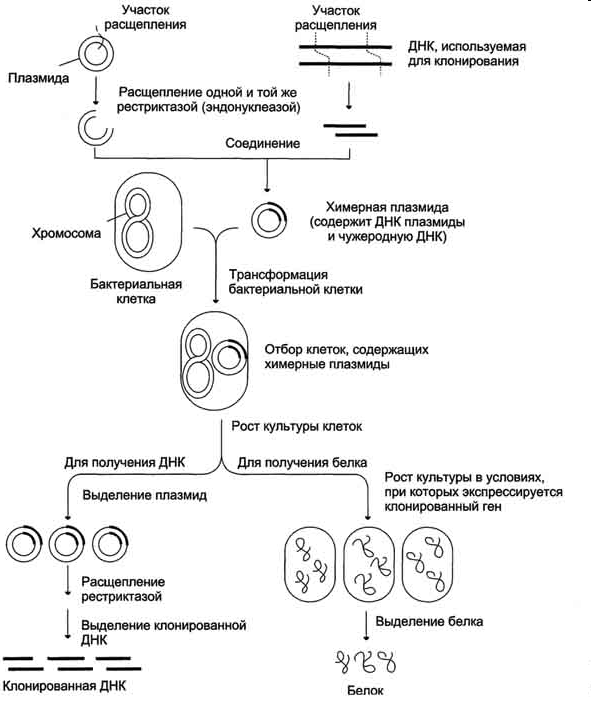 Участок
расщепления
Участок
расщепления
ДНК, используемая
для клонирования
Плазмида
Расщепление одной и той же
рестриктазой (эндонуклеазой)
Соединение
Химерная плазмида
(содержит ДНК плазмиды
и чужеродную ДНК)
Хромосома
Бактериальная
клетка
Трансформация
бактериальной клетки
Отбор клеток, содержащих
химерные плазмиды
Рост культуры клеток
Для получения ДНК
Для получения белка
Выделение плазмид
Рост культуры в условиях,
при которых экспрессируется
клонированный ген
Расщепление
рестриктазой
Выделение клонированной
ДНК
Выделение белка
Клонированная ДНК
Белок